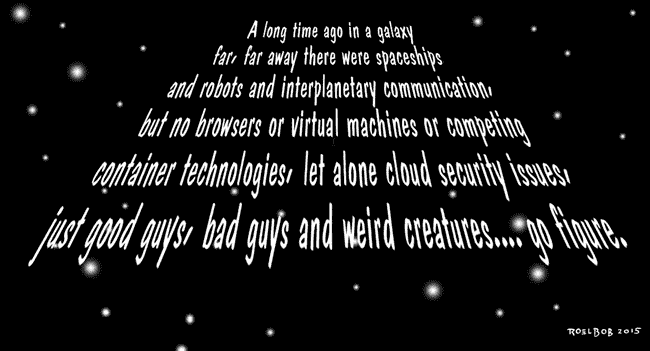 A long time ago in a galaxy
far, far away there were spaceships
and robots and interplanetary communication,
but no browsers or virtual machines or competing
container technologies, let alone cloud security issues,
just good guys, bad guys and weird creatures.... go figure.
ROELBOB 2015